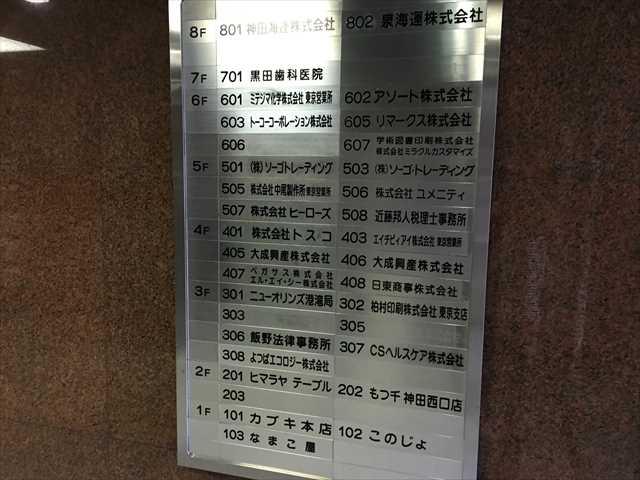 8F 801 神田海運株式会社 802 泉海運株式会社
7F 701 黒田歯科医院
6F 601 ミテジマ化学株式会社 東京営業所 602 アソート株式会社
603 トーコーコーポレーション株式会社 605 リマークス株式会社
606 607 学術図書印刷株式会社
株式会社ミラクルカスタマイズ
5F 501 (株)ソーゴトレーディング 503 (株)ソーゴ・トレーディング
505 株式会社 中尾製作所 東京営業所 506 株式会社 ユメニティ
507 株式会社 ヒーローズ 508 近藤邦人税理士事務所
4F 401 株式会社トスコ 403 エイチピィアイ株式会社 東京営業所
405 大成興産株式会社 406 大成興産株式会社
407 ペガサス株式会社
エル・エイ・シー株式会社 408 日東商事株式会社
3F 301 ニューオリンズ港湾局 302 柏村印刷株式会社 東京支店
303 305
306 飯野法律事務所 307 CSヘルスケア株式会社
308 よつばエコロジー株式会社
2F 201 ヒマラヤ テーブル 202 もつ千 神田西口店
203
1F 101 カブキ本店 102 このじょ
103 なまこ屋